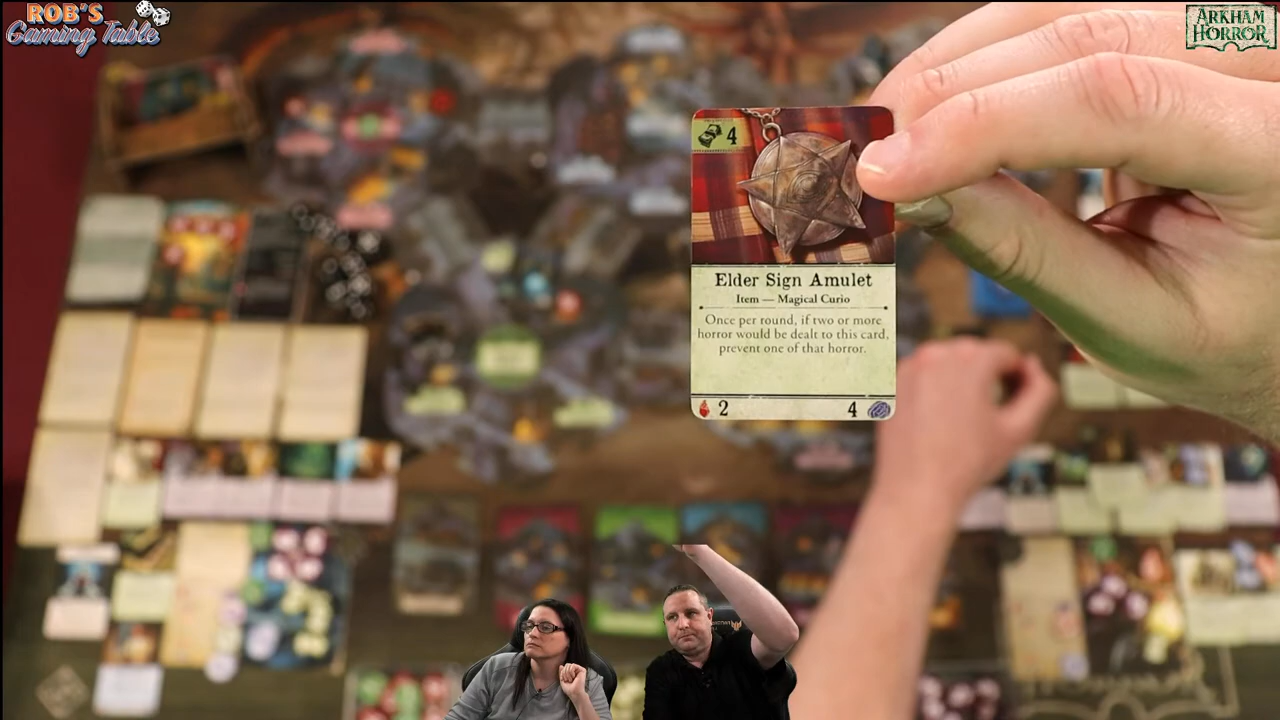 ROB'S
Gaming Table
ARKHAM
HORROR
4
Elder Sign Amulet
Item — Magical Curio
Once per round, if two or more
horror would be dealt to this card,
prevent one of that horror.
2 4